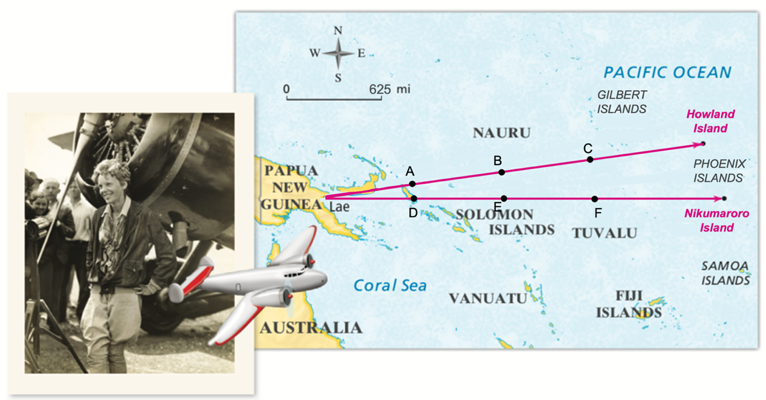 N
W E
S
0 625 mi
PACIFIC OCEAN
GILBERT
ISLANDS
Howland
Island
NAURU
C
B
A
PHOENIX
ISLANDS
PAPUA
NEW
GUINEA
Lae
D
E
F
SOLOMON
ISLANDS
TUVALU
Nikumaroro
Island
SAMOA
ISLANDS
Coral Sea
VANUATU
FIJI
ISLANDS
AUSTRALIA